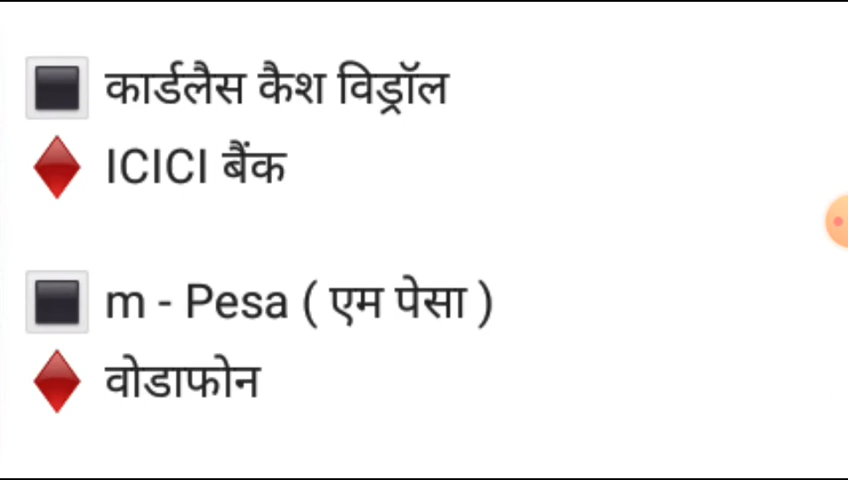 कार्डलैस कैश विड्रॉल
ICICI बैंक
m - Pesa ( एम पेसा )
वोडाफोन